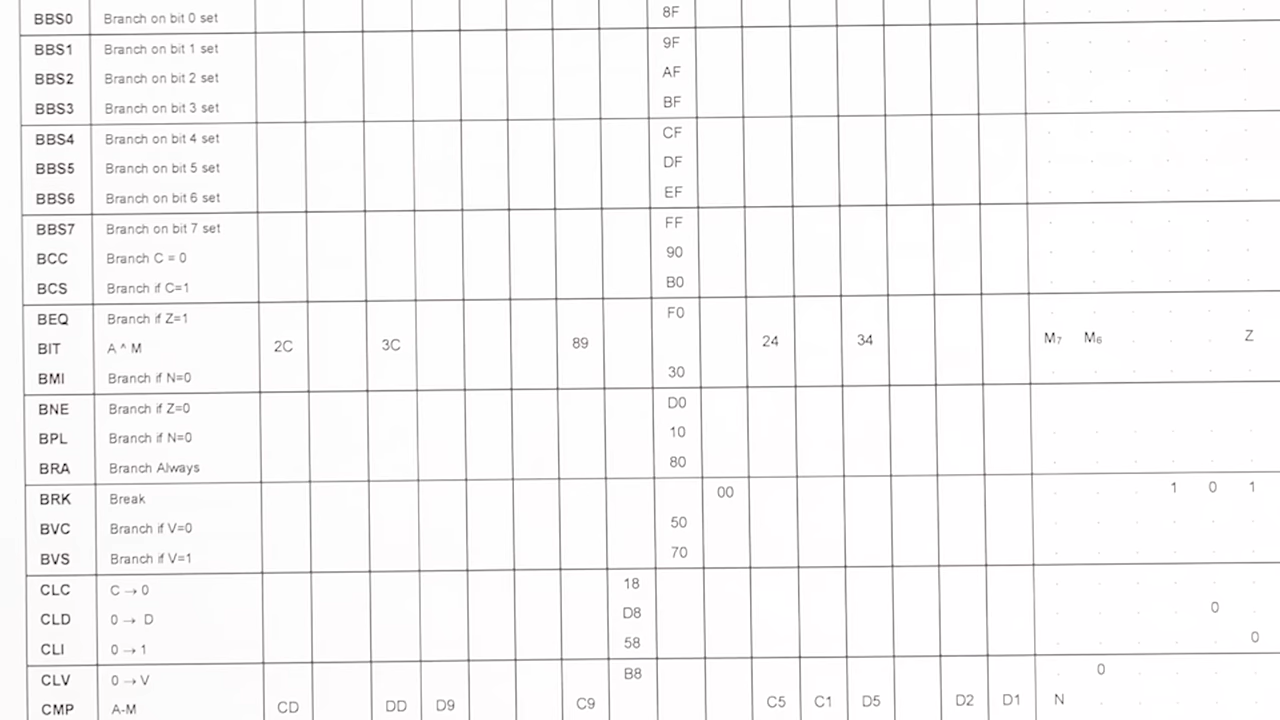 BBS0 Branch on bit 0 set 8F
BBS1 Branch on bit 1 set 9F
BBS2 Branch on bit 2 set AF
BBS3 Branch on bit 3 set BF
BBS4 Branch on bit 4 set CF
BBS5 Branch on bit 5 set DF
BBS6 Branch on bit 6 set EF
BBS7 Branch on bit 7 set FF
BCC Branch C = 0 90
BCS Branch if C=1 B0
BEQ Branch if Z=1 F0
BIT A ^ M 2C 3C 89 24 34 M₇ M₆ . . . Z
BMI Branch if N=0 30
BNE Branch if Z=0 D0
BPL Branch if N=0 10
BRA Branch Always 80
BRK Break 00 . . . 1 0 1
BVC Branch if V=0 50
BVS Branch if V=1 70
CLC C → 0 18
CLD 0 → D D8 0
CLI 0 → 1 58 0
CLV 0 → V B8 0
CMP A-M CD DD D9 C9 C5 C1 D5 D2 D1 N